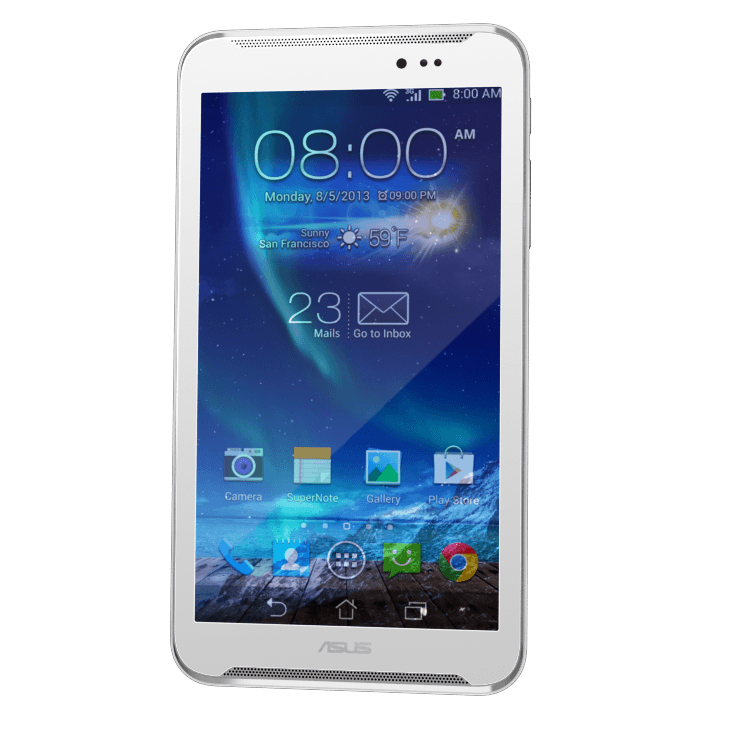 3G 8:00 AM
08:00 AM
Monday, 8/5/2013 09:00 PM
Sunny
San Francisco 59°F
23
Mails Go to Inbox
Camera SuperNote Gallery Play Store
ASUS